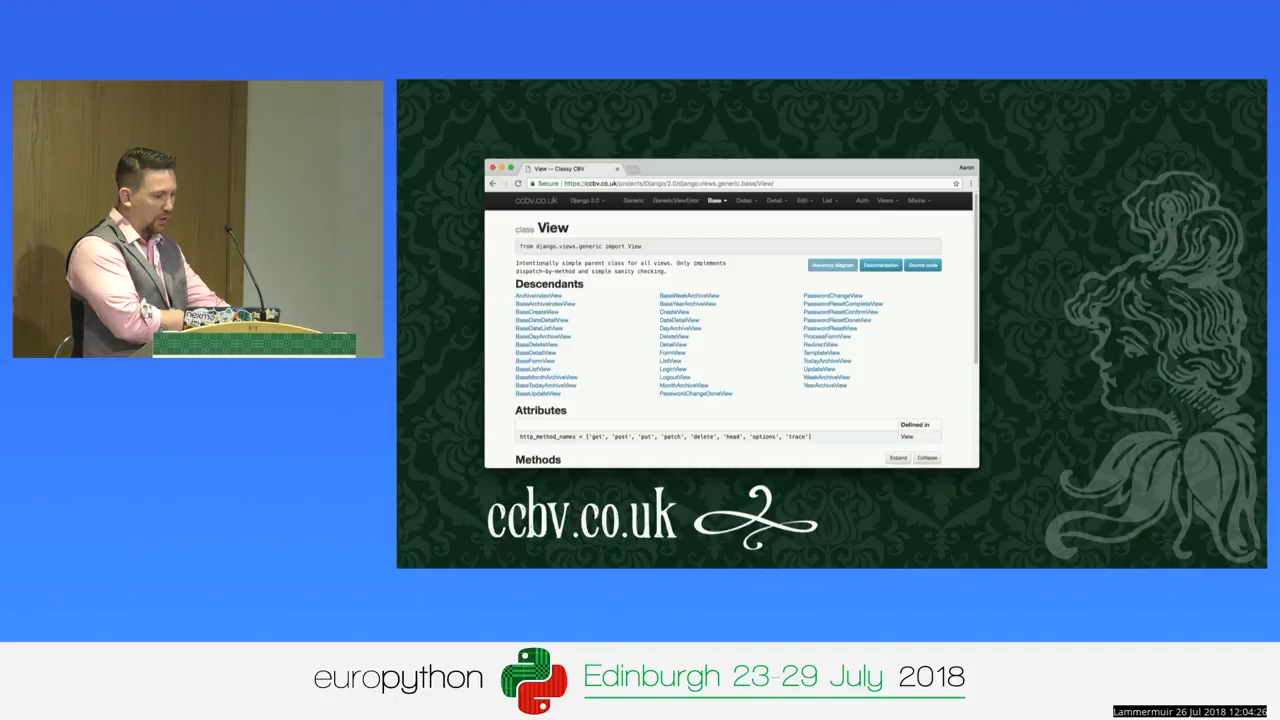 nexmo
View -- Classy CBV
Aaron
Secure https://ccbv.co.uk/projects/Django/2.0/django.views.generic.base/View/
ccbv.co.uk Django 2.0 Generic GenericViewError Base Dates Detail Edit List Auth Views Mixins
class View
from django.views.generic import View
Intentionally simple parent class for all views. Only implements
dispatch-by-method and simple sanity checking.
Hierarchy diagram Documentation Source code
Descendants
ArchiveIndexView BaseWeekArchiveView PasswordChangeView
BaseArchiveIndexView BaseYearArchiveView PasswordResetCompleteView
BaseCreateView CreateView PasswordResetConfirmView
BaseDateDetailView DateDetailView PasswordResetDoneView
BaseDateListView DayArchiveView PasswordResetView
BaseDayArchiveView DeleteView ProcessFormView
BaseDeleteView DetailView RedirectView
BaseDetailView FormView TemplateView
BaseFormView ListView TodayArchiveView
BaseListView LoginView UpdateView
BaseMonthArchiveView LogoutView WeekArchiveView
BaseTodayArchiveView MonthArchiveView YearArchiveView
BaseUpdateView PasswordChangeDoneView
Attributes
Defined in
http_method_names = ['get', 'post', 'put', 'patch', 'delete', 'head', 'options', 'trace'] View
Methods Expand Collapse
ccbv.co.uk
europython Edinburgh 23-29 July 2018
Lammermuir 26 Jul 2018 12:04:26